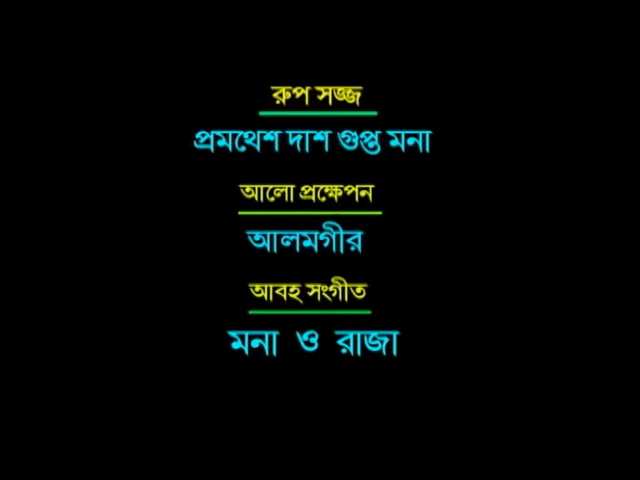 রুপ সজ্জ
প্রমথেশ দাশ গুপ্ত মনা
আলো প্রক্ষেপন
আলমগীর
আবহ সংগীত
মনা ও রাজা